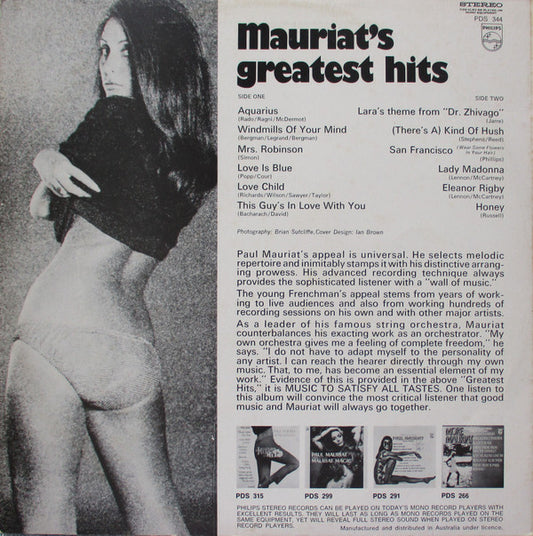 STEREO
PDS 344
PHILIPS
Mauriat's
greatest hits
SIDE ONE
Aquarius
(Rado/Ragni/McDermot)
Windmills Of Your Mind
(Bergman/Legrand/Bergman)
Mrs. Robinson
(Simon)
Love Is Blue
(Popp/Cour)
Love Child
(Richards/Wilson/Sawyer/Taylor)
This Guy's In Love With You
(Bacharach/David)
SIDE TWO
Lara's theme from "Dr. Zhivago"
(Jarre)
(There's A) Kind Of Hush
(Stephens/Reed)
San Francisco (Wear Some Flowers
in Your Hair)
(Phillips)
Lady Madonna
(Lennon/McCartney)
Eleanor Rigby
(Lennon/McCartney)
Honey
(Russell)
Photography: Brian Sutcliffe, Cover Design: Ian Brown
Paul Mauriat's appeal is universal. He selects melodic
repertoire and inimitably stamps it with his distinctive arrang-
ing prowess. His advanced recording technique always
provides the sophisticated listener with a "wall of music."
The young Frenchman's appeal stems from years of work-
ing to live audiences and also from working hundreds of
recording sessions on his own and with other major artists.
As a leader of his famous string orchestra, Mauriat
counterbalances his exacting work as an orchestrator. "My
own orchestra gives me a feeling of complete freedom," he
says. "I do not have to adapt myself to the personality of
any artist. I can reach the hearer directly through my own
music. That, to me, has become an essential element of my
work." Evidence of this is provided in the above "Greatest
Hits," it is MUSIC TO SATISFY ALL TASTES. One listen to
this album will convince the most critical listener that good
music and Mauriat will always go together.
PAUL MAURIAT
MAURIAT MAGIC
PAUL MAURIAT
MORE
MAURIAT
PDS 315
PDS 299
PDS 291
PDS 266
PHILIPS STEREO RECORDS CAN BE PLAYED ON TODAY'S MONO RECORD PLAYERS WITH
EXCELLENT RESULTS. THEY WILL LAST AS LONG AS MONO RECORDS PLAYED ON THE
SAME EQUIPMENT, YET WILL REVEAL FULL STEREO SOUND WHEN PLAYED ON STEREO
RECORD PLAYERS.
Manufactured and distributed in Australia under licence.